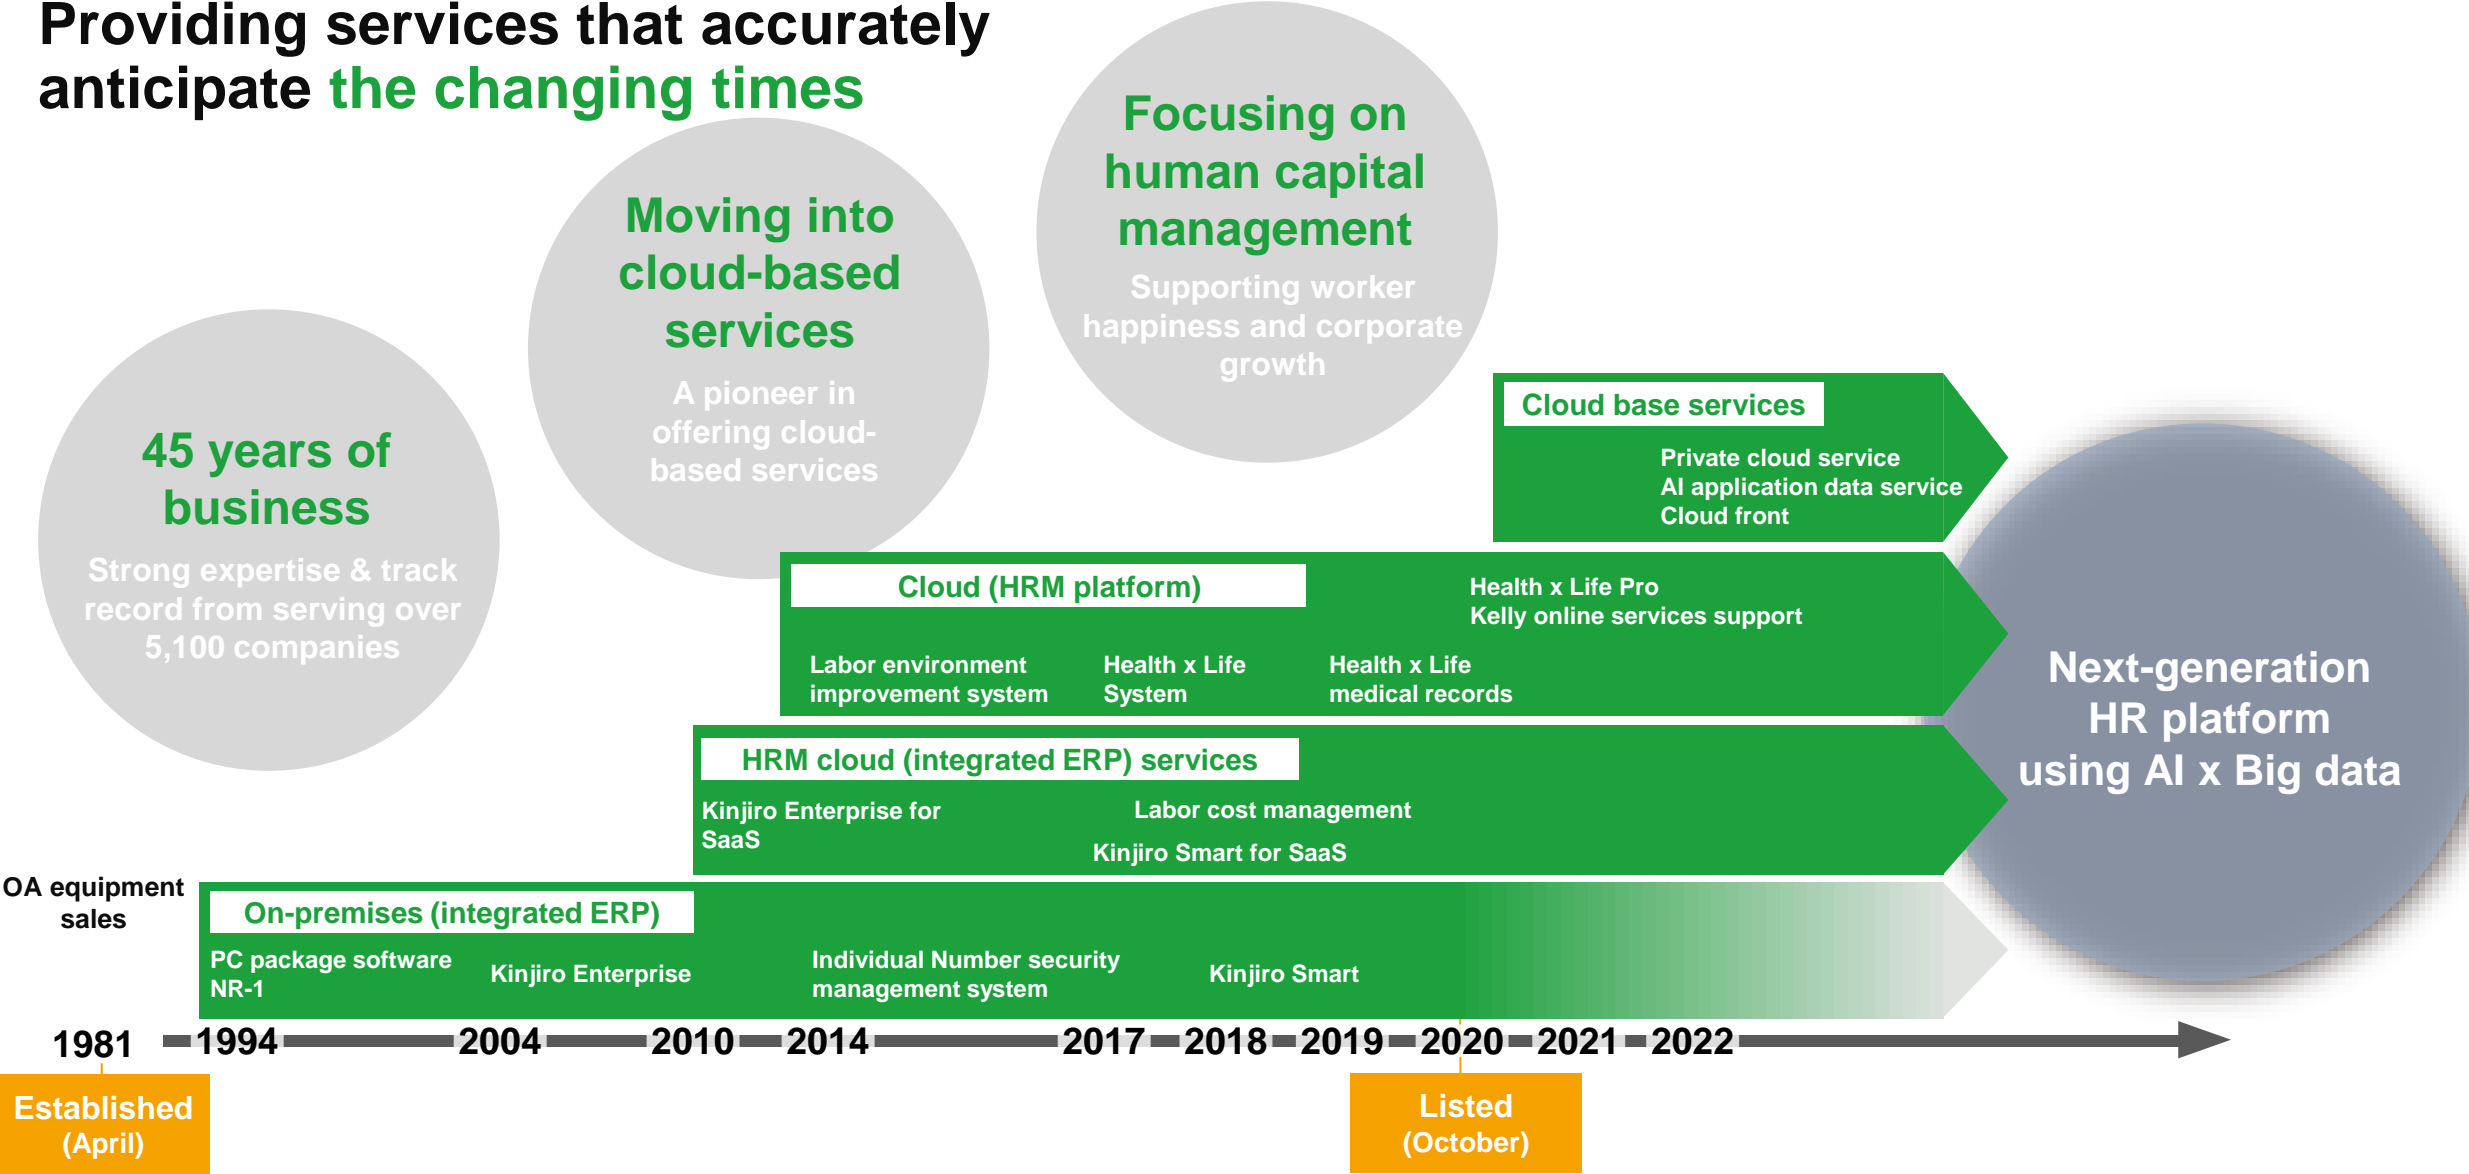 Providing services that accurately
anticipate the changing times
45 years of
business
Strong expertise & track
record from serving over
5,100 companies
Moving into
cloud-based
services
A pioneer in
offering cloud-
based services
Focusing on
human capital
management
Supporting worker
happiness and corporate
growth
Cloud base services
Private cloud service
AI application data service
Cloud front
Cloud (HRM platform)
Health x Life Pro
Kelly online services support
Labor environment
improvement system
Health x Life
System
Health x Life
medical records
HRM cloud (integrated ERP) services
Kinjiro Enterprise for
SaaS
Labor cost management
Kinjiro Smart for SaaS
OA equipment
sales
On-premises (integrated ERP)
PC package software
NR-1
Kinjiro Enterprise
Individual Number security
management system
Kinjiro Smart
Next-generation
HR platform
using AI x Big data
1981 1994 2004 2010 2014 2017 2018 2019 2020 2021 2022
Established
(April)
Listed
(October)